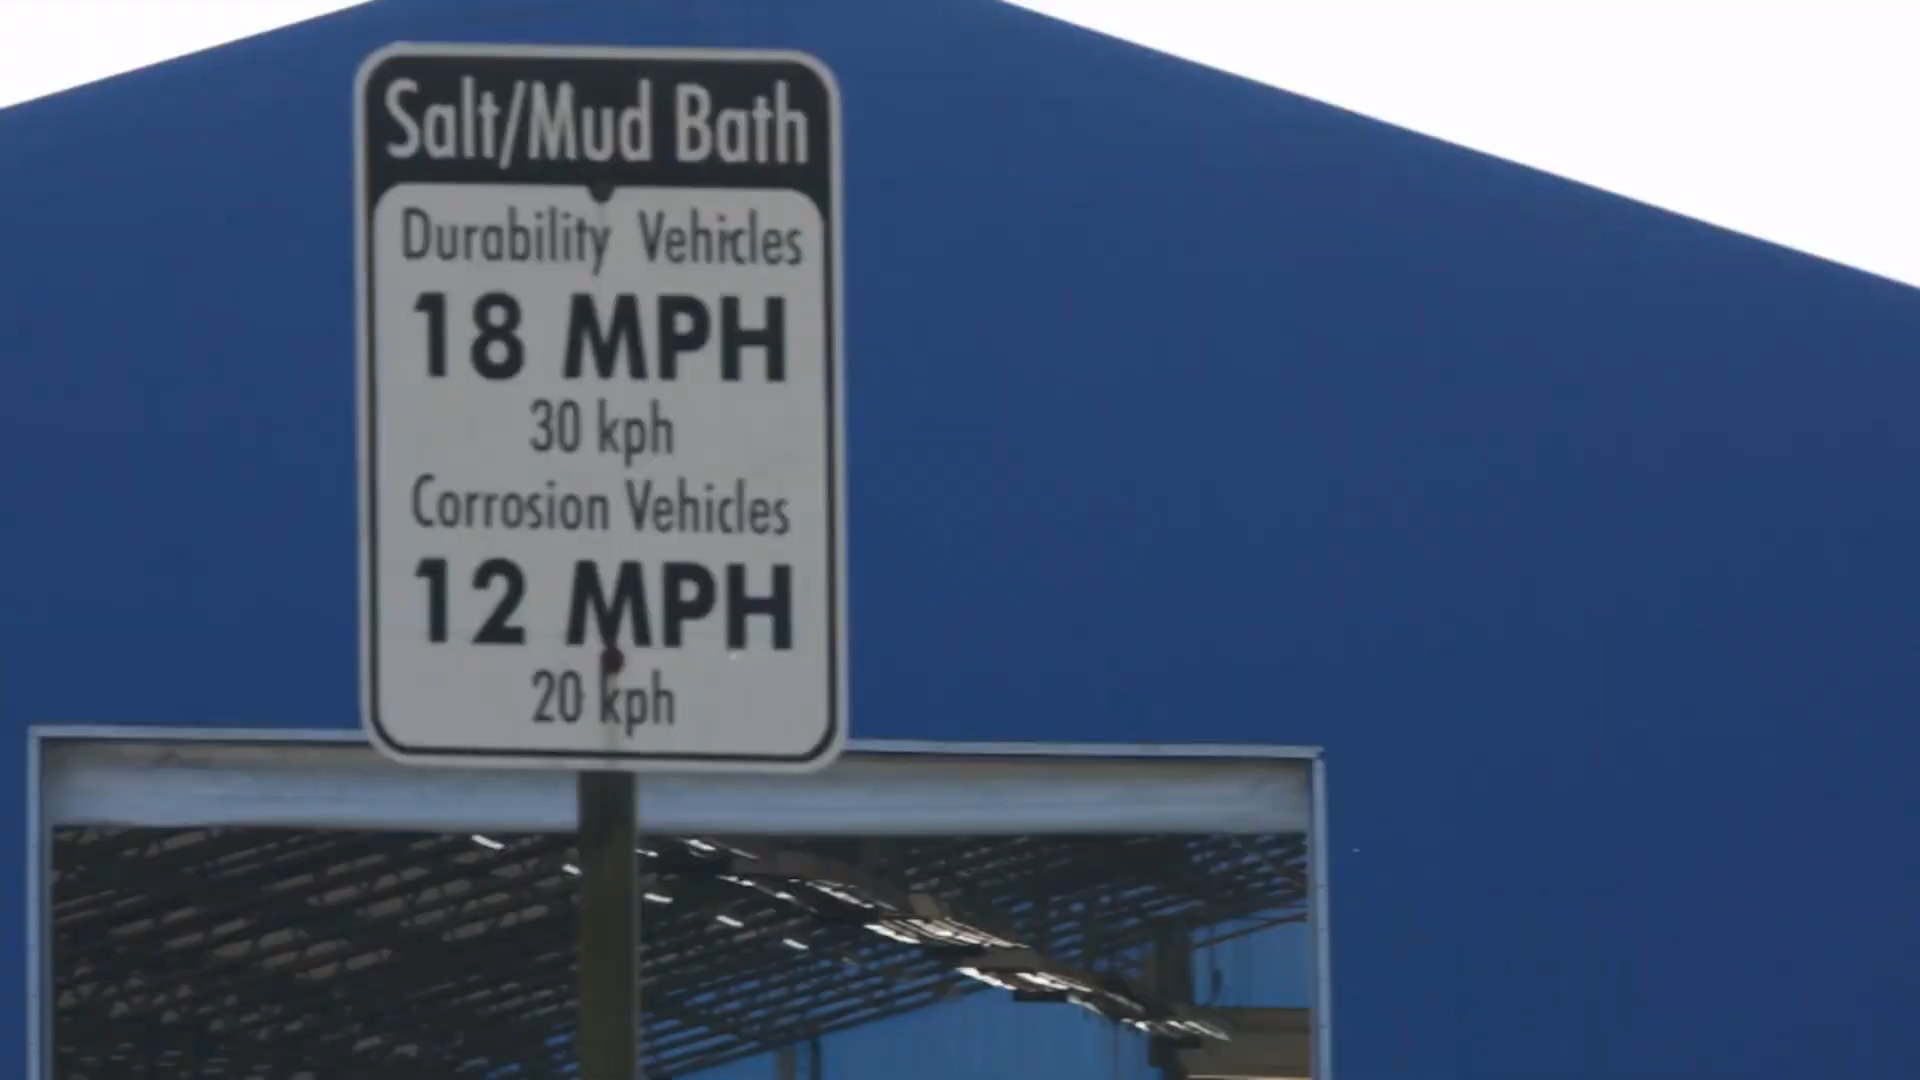 Salt/Mud Bath
Durability Vehicles
18 MPH
30 kph
Corrosion Vehicles
12 MPH
20 kph